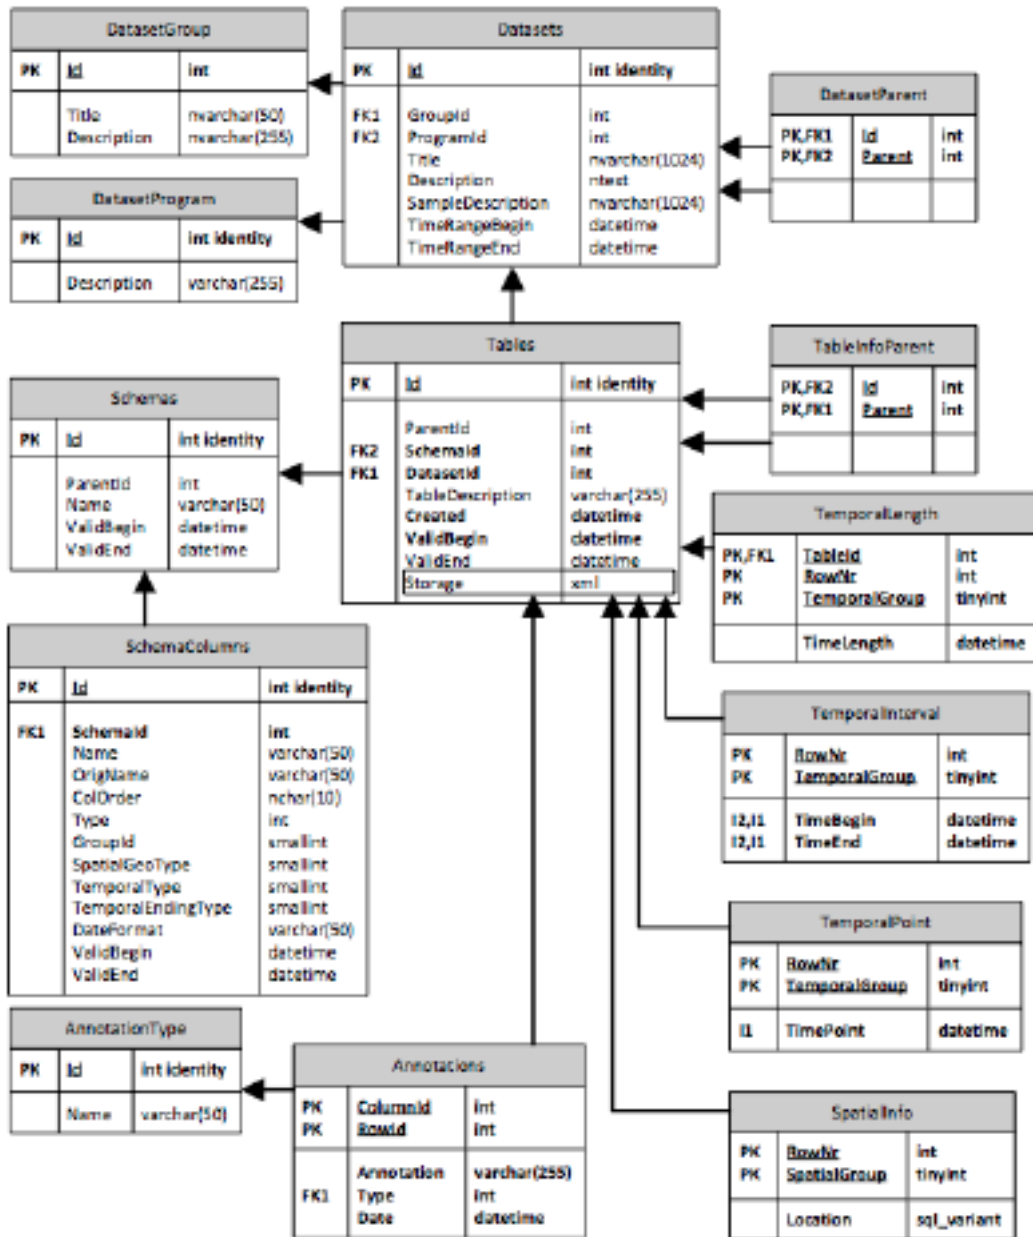 DatasetGroup
PK Id int
Title nvarchar(50)
Description nvarchar(255)
Datasets
PK Id int identity
FK1 GroupId int
FK2 ProgramId int
Title nvarchar(1024)
Description ntext
SampleDescription nvarchar(1024)
TimeRangeBegin datetime
TimeRangeEnd datetime
DatasetParent
PK,FK1 Id int
PK,FK2 Parent int
DatasetProgram
PK Id int identity
Description varchar(255)
Tables
PK Id int identity
ParentId int
FK2 SchemaId int
FK1 DatasetId int
TableDescription varchar(255)
Created datetime
ValidBegin datetime
ValidEnd datetime
Storage xml
TableInfoParent
PK,FK2 Id int
PK,FK1 Parent int
Schemas
PK Id int identity
ParentId int
Name varchar(50)
ValidBegin datetime
ValidEnd datetime
TemporalLength
PK,FK1 TableId int
PK RowNr int
PK TemporalGroup tinyint
TimeLength datetime
SchemaColumns
PK Id int identity
FK1 SchemaId int
Name varchar(50)
OrigName varchar(50)
ColOrder nchar(10)
Type int
GroupId smallint
SpatialGeoType smallint
TemporalType smallint
TemporalEndingType smallint
DateFormat varchar(50)
ValidBegin datetime
ValidEnd datetime
TemporalInterval
PK RowNr int
PK TemporalGroup tinyint
I2,I1 TimeBegin datetime
I2,I1 TimeEnd datetime
TemporalPoint
PK RowNr int
PK TemporalGroup tinyint
I1 TimePoint datetime
AnnotationType
PK Id int identity
Name varchar(50)
Annotations
PK ColumnId int
PK RowId int
Annotation varchar(255)
FK1 Type int
Date datetime
SpatialInfo
PK RowNr int
PK SpatialGroup tinyint
Location sql_variant